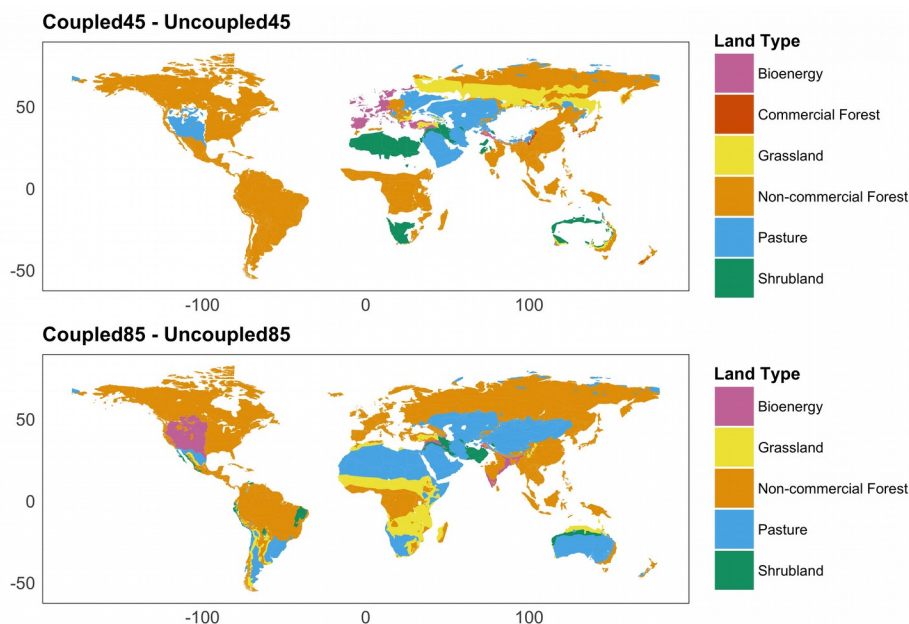 Coupled45 - Uncoupled45
50
0
-50
-100
0
100
Land Type
Bioenergy
Commercial Forest
Grassland
Non-commercial Forest
Pasture
Shrubland
Coupled85 - Uncoupled85
50
0
-50
-100
0
100
Land Type
Bioenergy
Grassland
Non-commercial Forest
Pasture
Shrubland